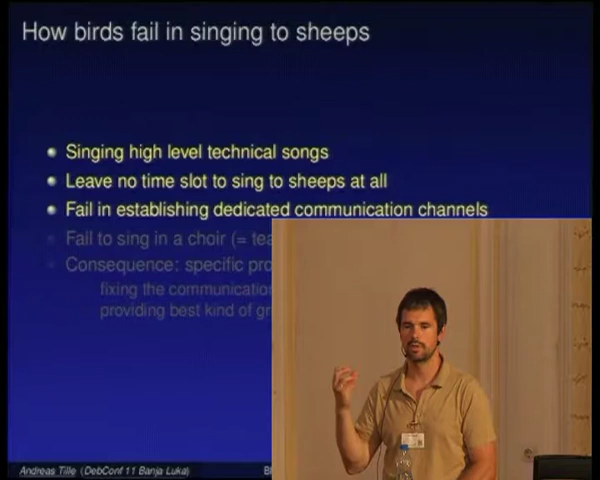 How birds fail in singing to sheeps
Singing high level technical songs
Leave no time slot to sing to sheeps at all
Fail in establishing dedicated communication channels
Fail to sing in a choir (= tea
Consequence: specific pro
fixing the communication
providing best kind of gr
Andreas Tille (DebConf 11 Banja Luka)